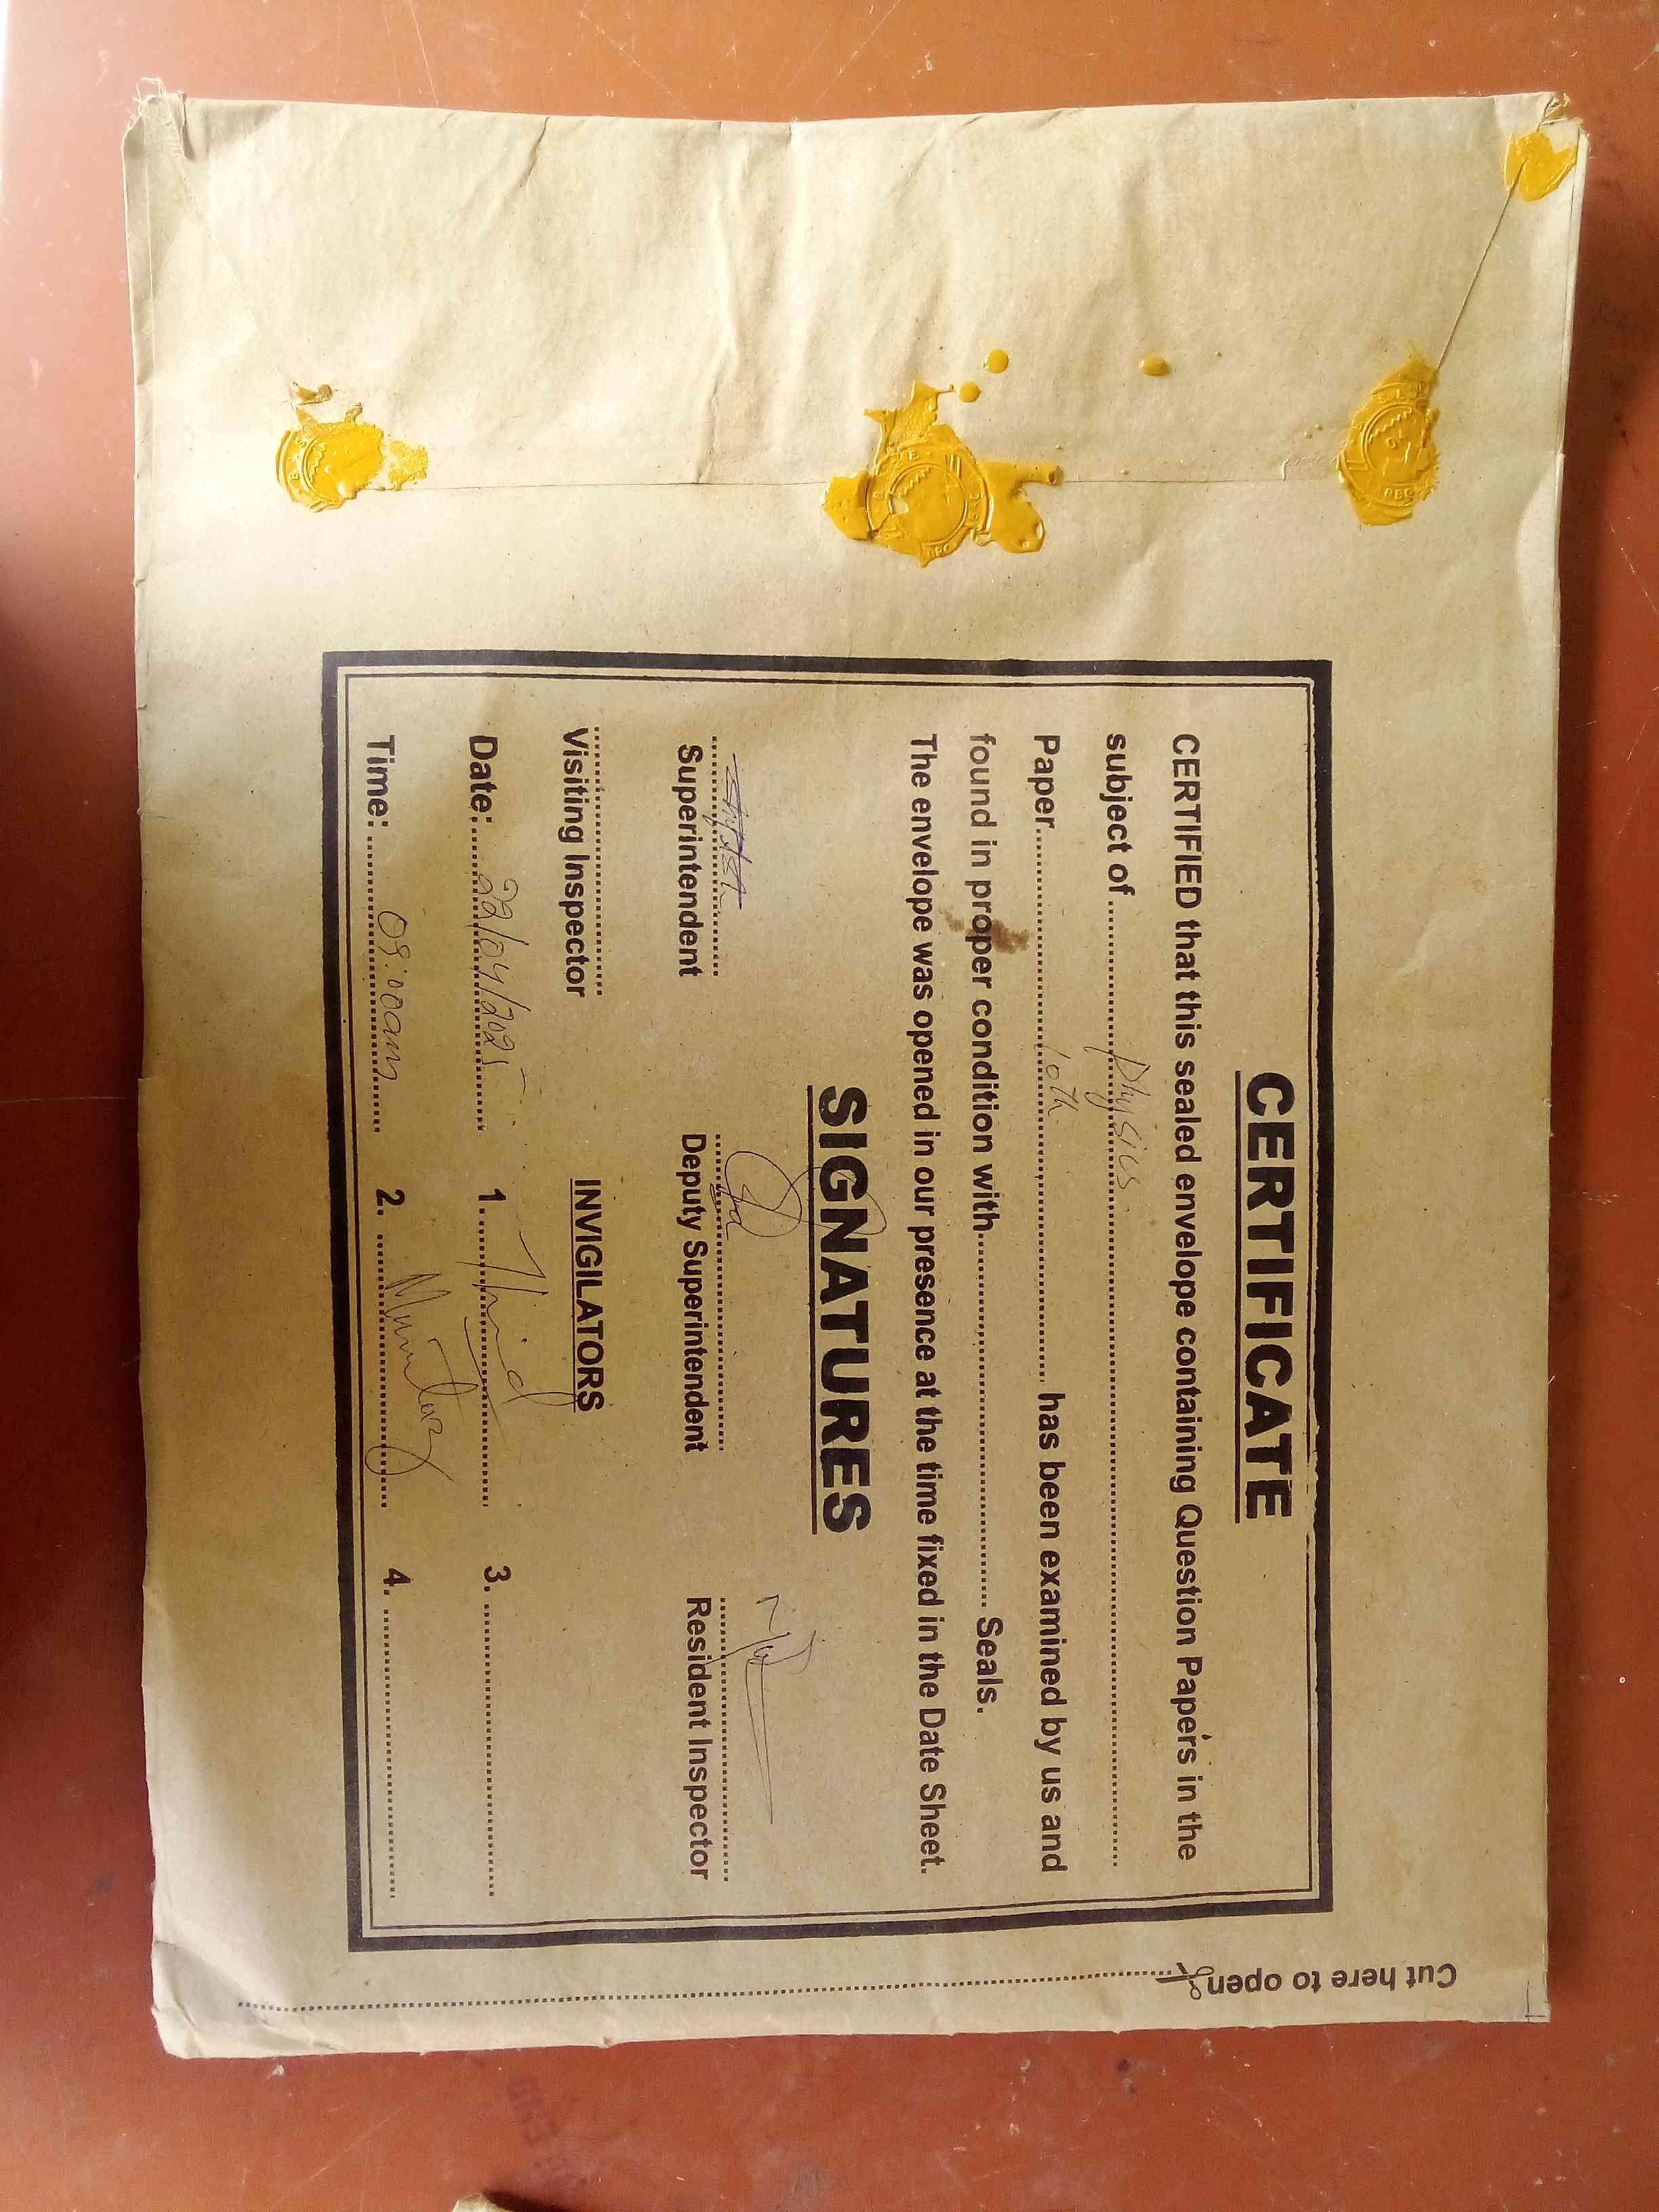 CERTIFICATE
CERTIFIED that this sealed envelope containing Question Papers in the
subject of Physics
Paper 10th has been examined by us and
found in proper condition with Seals.
The envelope was opened in our presence at the time fixed in the Date Sheet.
SIGNATURES
Superintendent Deputy Superintendent Resident Inspector
Visiting Inspector INVIGILATORS
Date: 22/04/2025 1. 3.
Time: 09:00am 2. Mumtaz 4.
Cut here to open